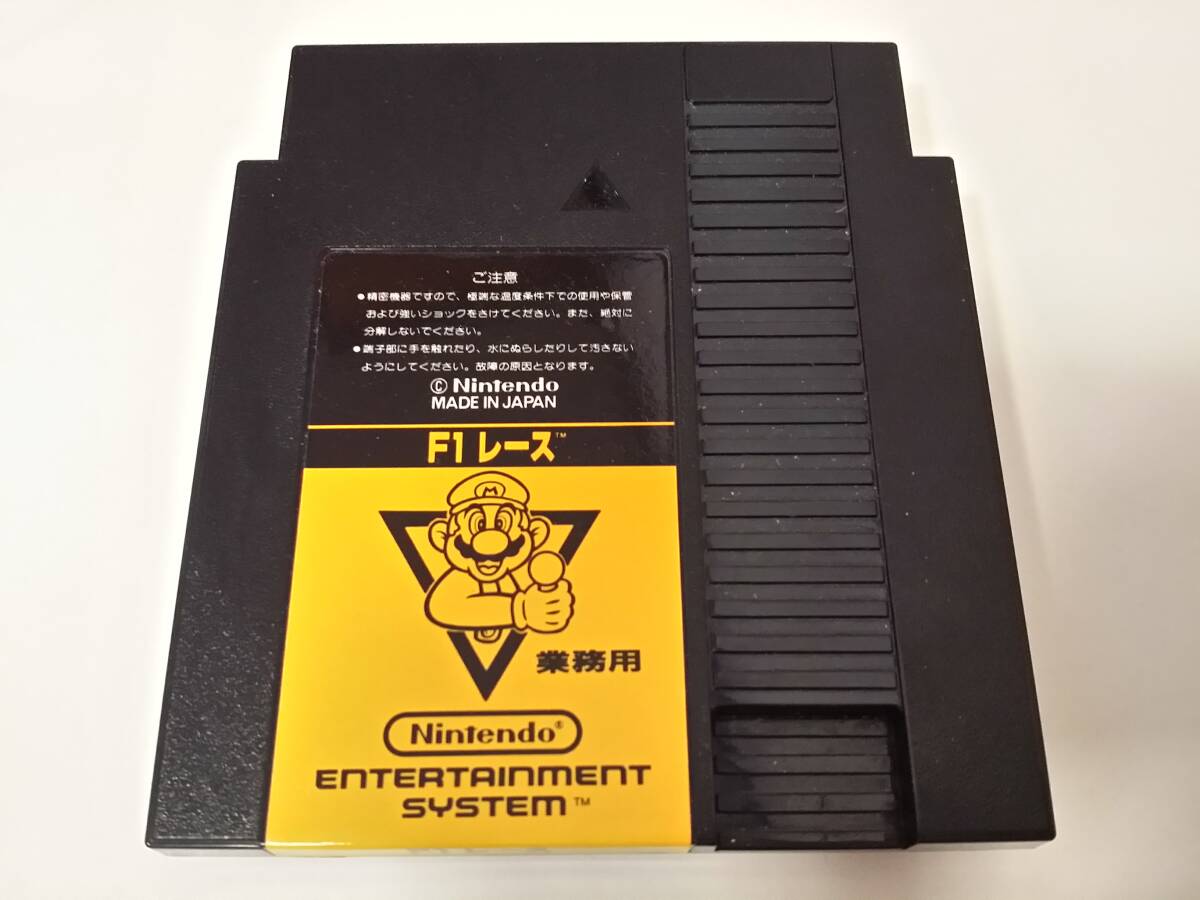 ご注意
●精密機器ですので、極端な温度条件下での使用や保管
および強いショックをさけてください。また、絶対に
分解しないでください。
●端子部に手を触れたり、水にぬらしたりして汚さない
ようにしてください。故障の原因となります。
© Nintendo
MADE IN JAPAN
F1 レース™
M
業務用
Nintendo®
ENTERTAINMENT
SYSTEM™